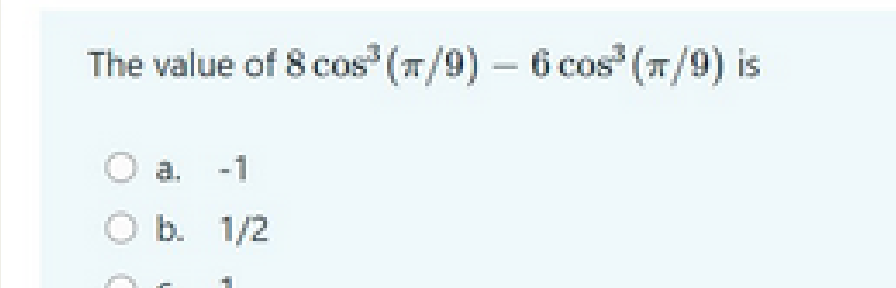 The value of 8 cos³(π/9) − 6 cos³(π/9) is
a. -1
b. 1/2